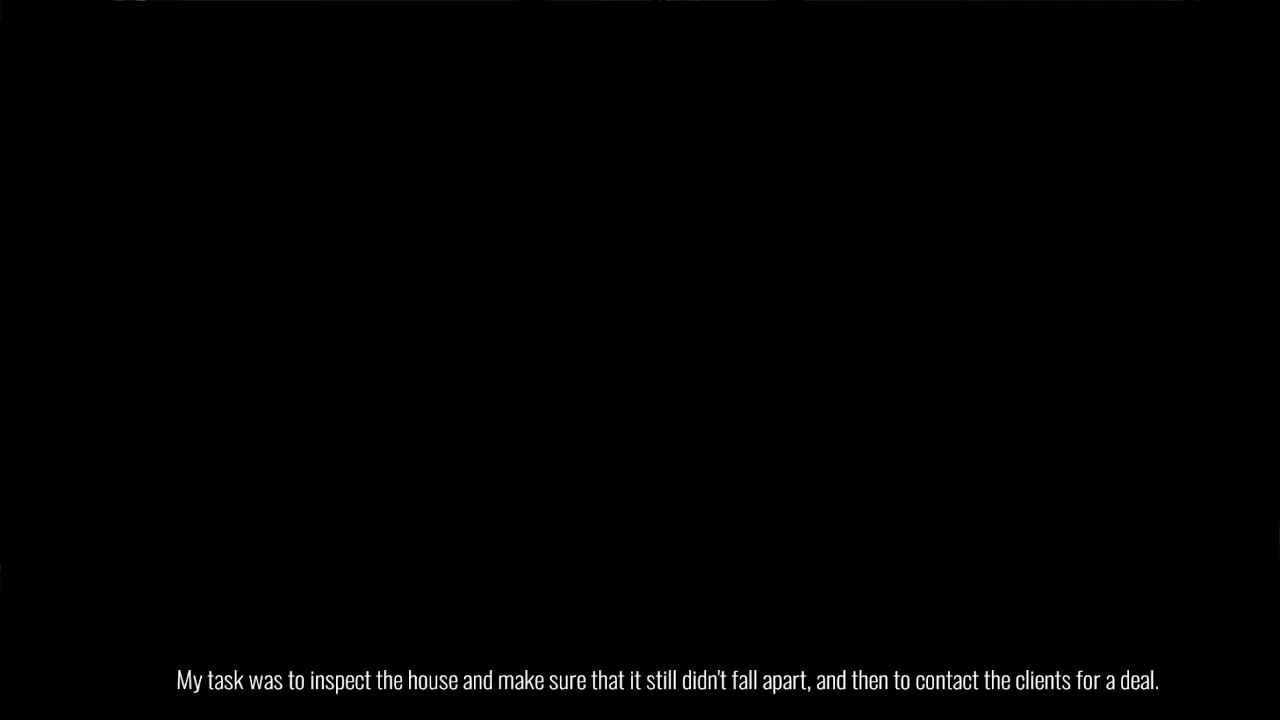 My task was to inspect the house and make sure that it still didn't fall apart, and then to contact the clients for a deal.